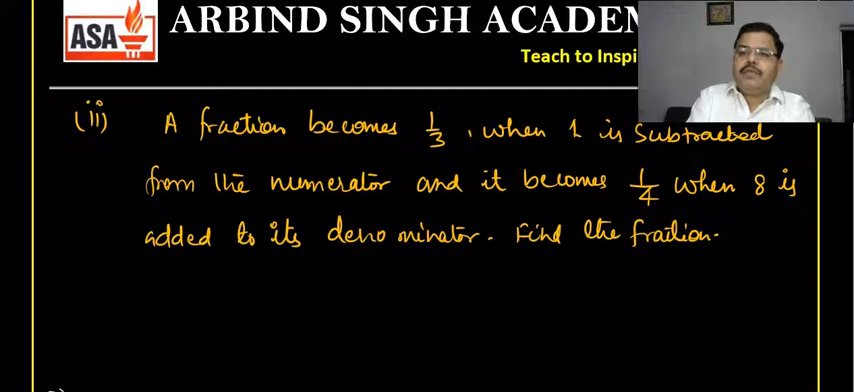 ASA
ARBIND SINGH ACADEM
Teach to Inspi
(ii) A fraction becomes 1/3, when 1 is subtracted
from the numerator and it becomes 1/4 when 8 is
added to its denominator. Find the fraction.